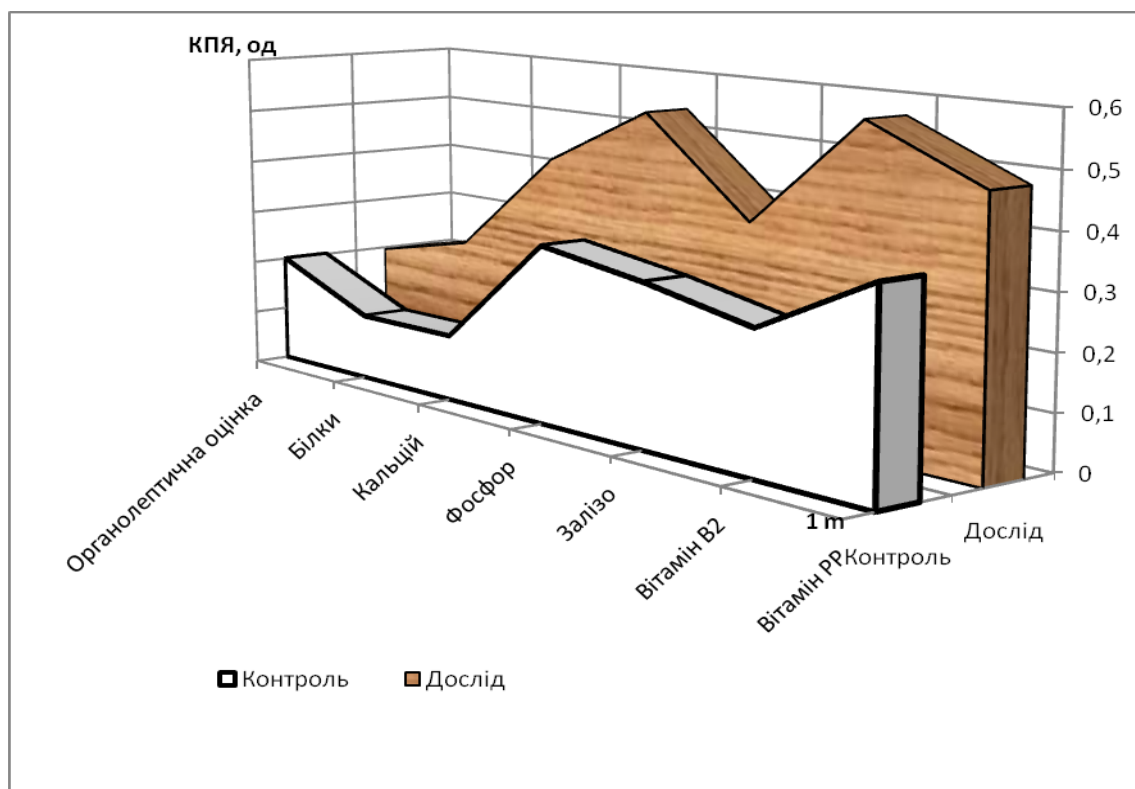 КПЯ, од
0,6
0,5
0,4
0,3
0,2
0,1
0
Органолептична оцінка
Білки
Кальцій
Фосфор
Залізо
Вітамін В2
Вітамін РР
1 m
Контроль
Дослід
Контроль
Дослід